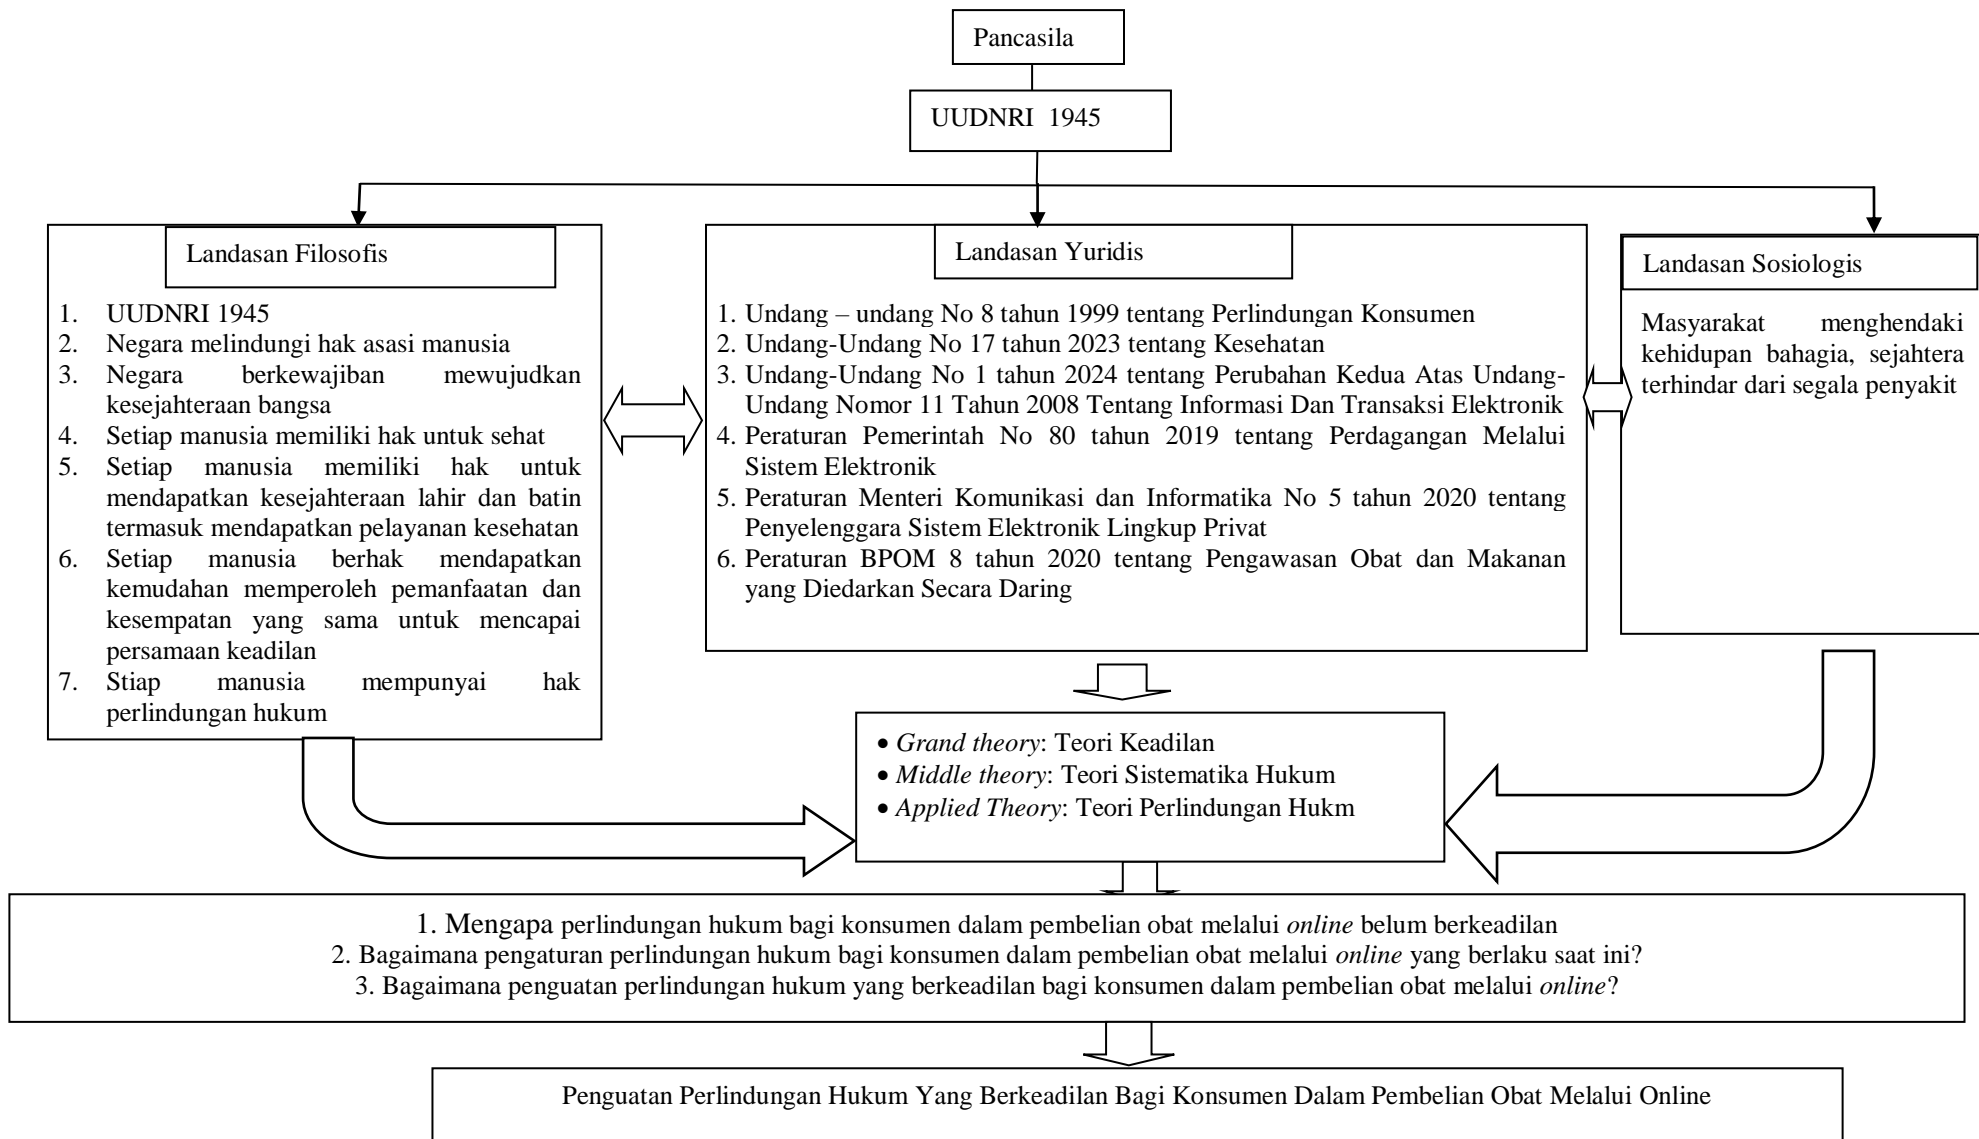 Pancasila
UUDNRI 1945
Landasan Filosofis
1. UUDNRI 1945
2. Negara melindungi hak asasi manusia
3. Negara berkewajiban mewujudkan
kesejahteraan bangsa
4. Setiap manusia memiliki hak untuk sehat
5. Setiap manusia memiliki hak untuk
mendapatkan kesejahteraan lahir dan batin
termasuk mendapatkan pelayanan kesehatan
6. Setiap manusia berhak mendapatkan
kemudahan memperoleh pemanfaatan dan
kesempatan yang sama untuk mencapai
persamaan keadilan
7. Stiap manusia mempunyai hak
perlindungan hukum
Landasan Yuridis
1. Undang – undang No 8 tahun 1999 tentang Perlindungan Konsumen
2. Undang-Undang No 17 tahun 2023 tentang Kesehatan
3. Undang-Undang No 1 tahun 2024 tentang Perubahan Kedua Atas Undang-
Undang Nomor 11 Tahun 2008 Tentang Informasi Dan Transaksi Elektronik
4. Peraturan Pemerintah No 80 tahun 2019 tentang Perdagangan Melalui
Sistem Elektronik
5. Peraturan Menteri Komunikasi dan Informatika No 5 tahun 2020 tentang
Penyelenggara Sistem Elektronik Lingkup Privat
6. Peraturan BPOM 8 tahun 2020 tentang Pengawasan Obat dan Makanan
yang Diedarkan Secara Daring
Landasan Sosiologis
Masyarakat menghendaki
kehidupan bahagia, sejahtera
terhindar dari segala penyakit
• Grand theory: Teori Keadilan
• Middle theory: Teori Sistematika Hukum
• Applied Theory: Teori Perlindungan Hukm
1. Mengapa perlindungan hukum bagi konsumen dalam pembelian obat melalui online belum berkeadilan
2. Bagaimana pengaturan perlindungan hukum bagi konsumen dalam pembelian obat melalui online yang berlaku saat ini?
3. Bagaimana penguatan perlindungan hukum yang berkeadilan bagi konsumen dalam pembelian obat melalui online?
Penguatan Perlindungan Hukum Yang Berkeadilan Bagi Konsumen Dalam Pembelian Obat Melalui Online